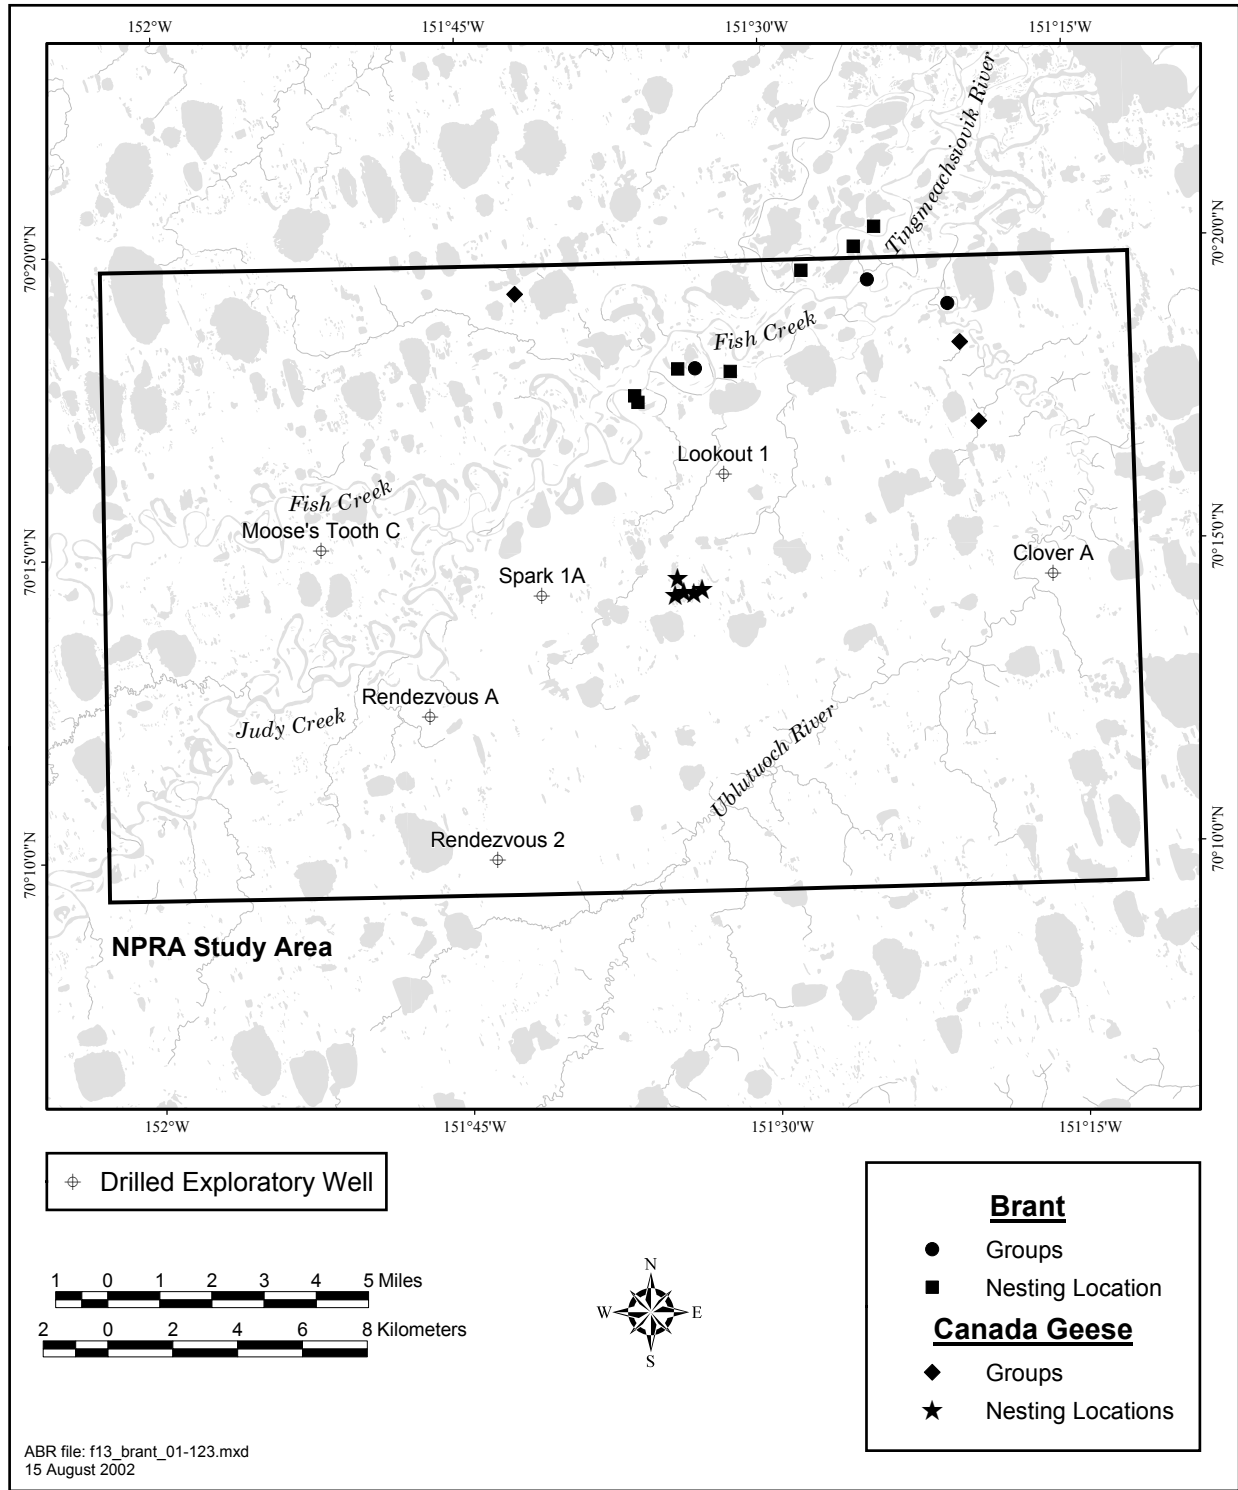 152°W 151°45'W 151°30'W 151°15'W
Tingmeachsiovik River
70°20'0"N
70°20'0"N
Fish Creek
Lookout 1
Fish Creek
Moose's Tooth C
70°15'0"N
70°15'0"N
Clover A
Spark 1A
Rendezvous A
Judy Creek
Ublutuoch River
Rendezvous 2
70°10'0"N
70°10'0"N
NPRA Study Area
152°W 151°45'W 151°30'W 151°15'W
Drilled Exploratory Well
1 0 1 2 3 4 5 Miles
2 0 2 4 6 8 Kilometers
N
W E
S
Brant
Groups
Nesting Location
Canada Geese
Groups
Nesting Locations
ABR file: f13_brant_01-123.mxd
15 August 2002